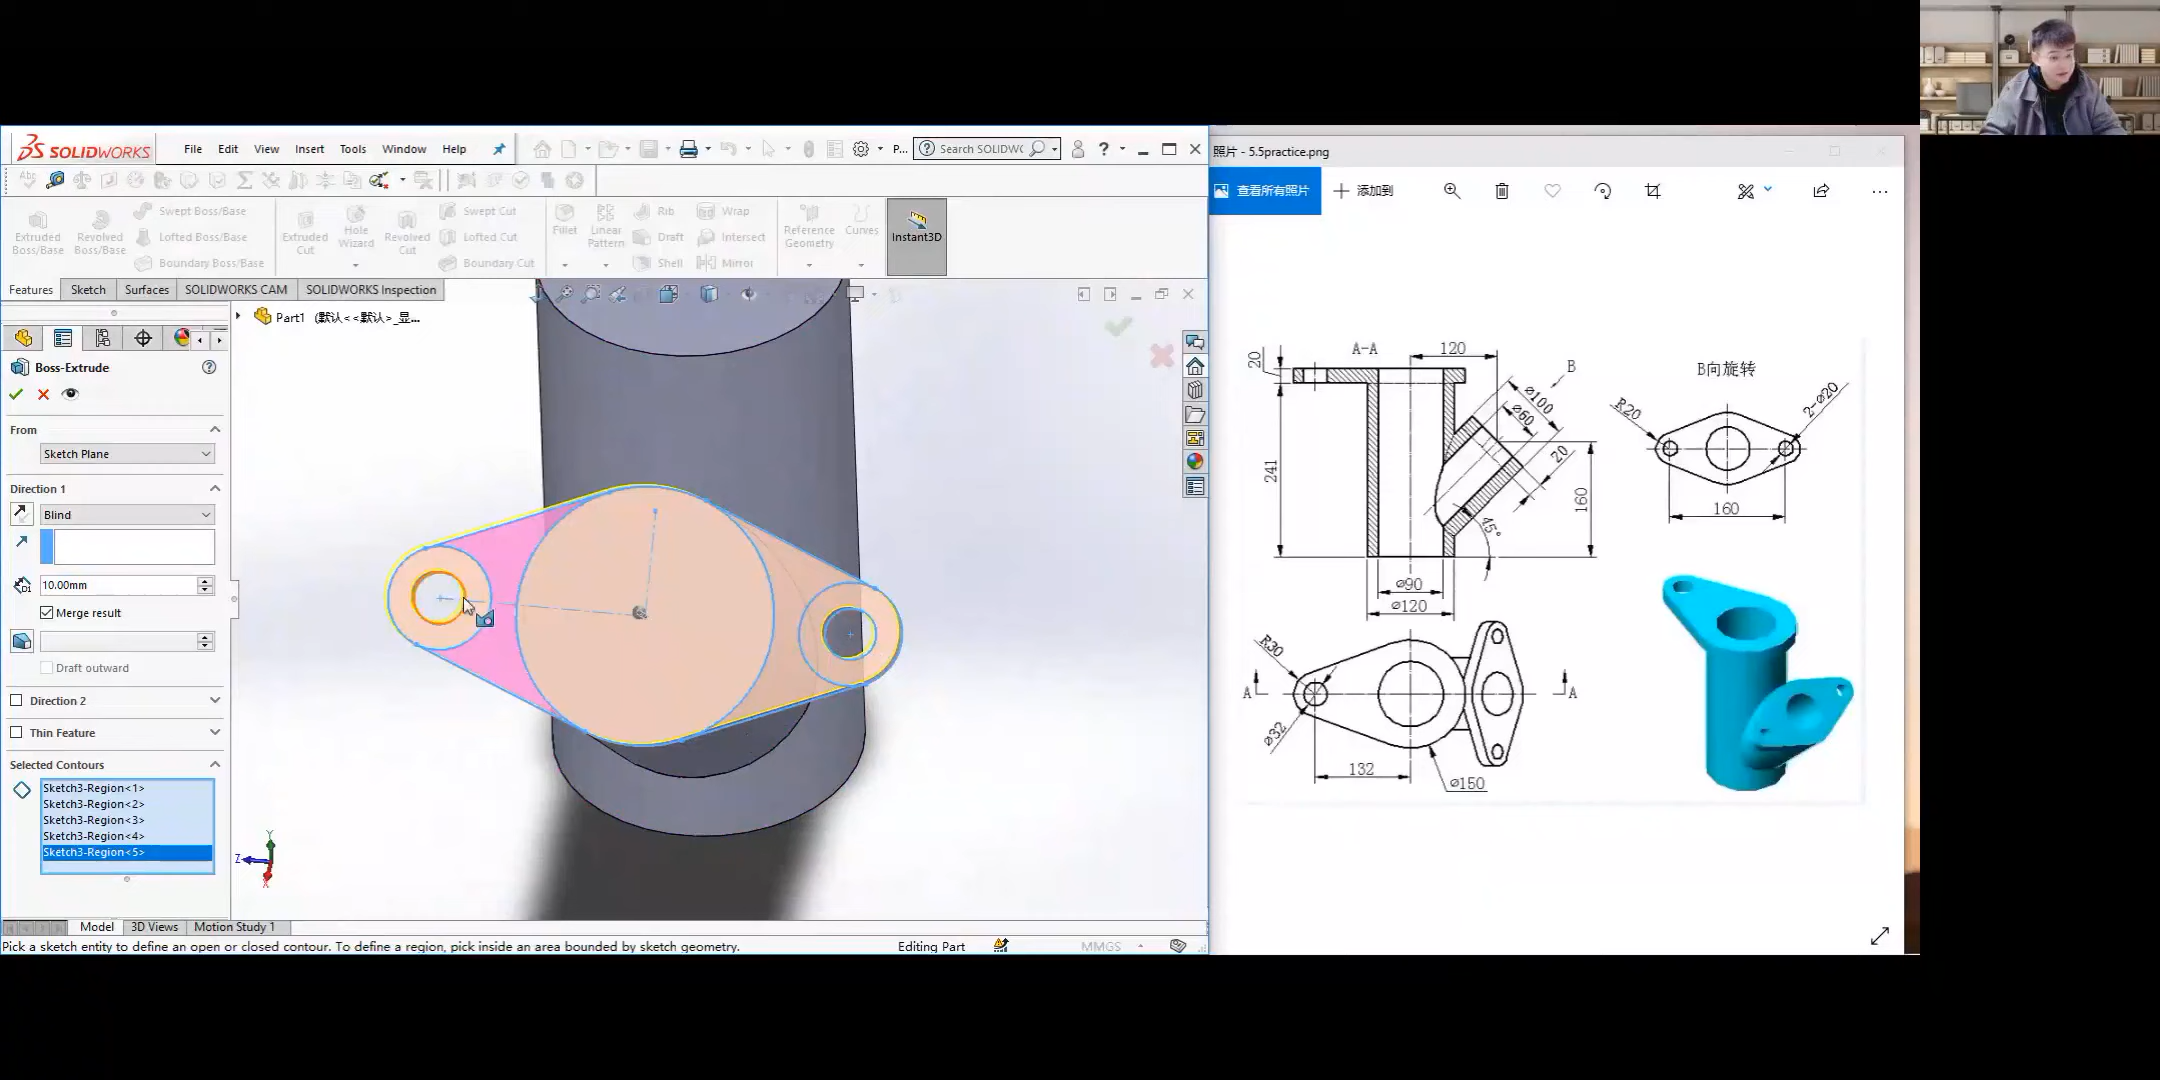 SOLIDWORKS File Edit View Insert Tools Window Help P... Search SOLIDWO ?
Swept Boss/Base Swept Cut Rib Wrap
Extruded Boss/Base Revolved Boss/Base Lofted Boss/Base Extruded Cut Hole Wizard Revolved Cut Lofted Cut Fillet Linear Pattern Draft Intersect Reference Geometry Curves Instant3D
Boundary Boss/Base Boundary Cut Shell Mirror
Features Sketch Surfaces SOLIDWORKS CAM SOLIDWORKS Inspection
Part1 (默认<<默认>_显...
Boss-Extrude
From
Sketch Plane
Direction 1
Blind
10.00mm
Merge result
Draft outward
Direction 2
Thin Feature
Selected Contours
Sketch3-Region<1>
Sketch3-Region<2>
Sketch3-Region<3>
Sketch3-Region<4>
Sketch3-Region<5>
Y
Z
X
Model 3D Views Motion Study 1
Pick a sketch entity to define an open or closed contour. To define a region, pick inside an area bounded by sketch geometry. Editing Part MMGS
照片 - 5.5practice.png
查看所有照片 添加到
A-A
120
20
B
⌀100
⌀60
20
241
160
45°
⌀90
⌀120
B向旋转
R20
2-⌀20
160
R30
A A
⌀32
132
⌀150